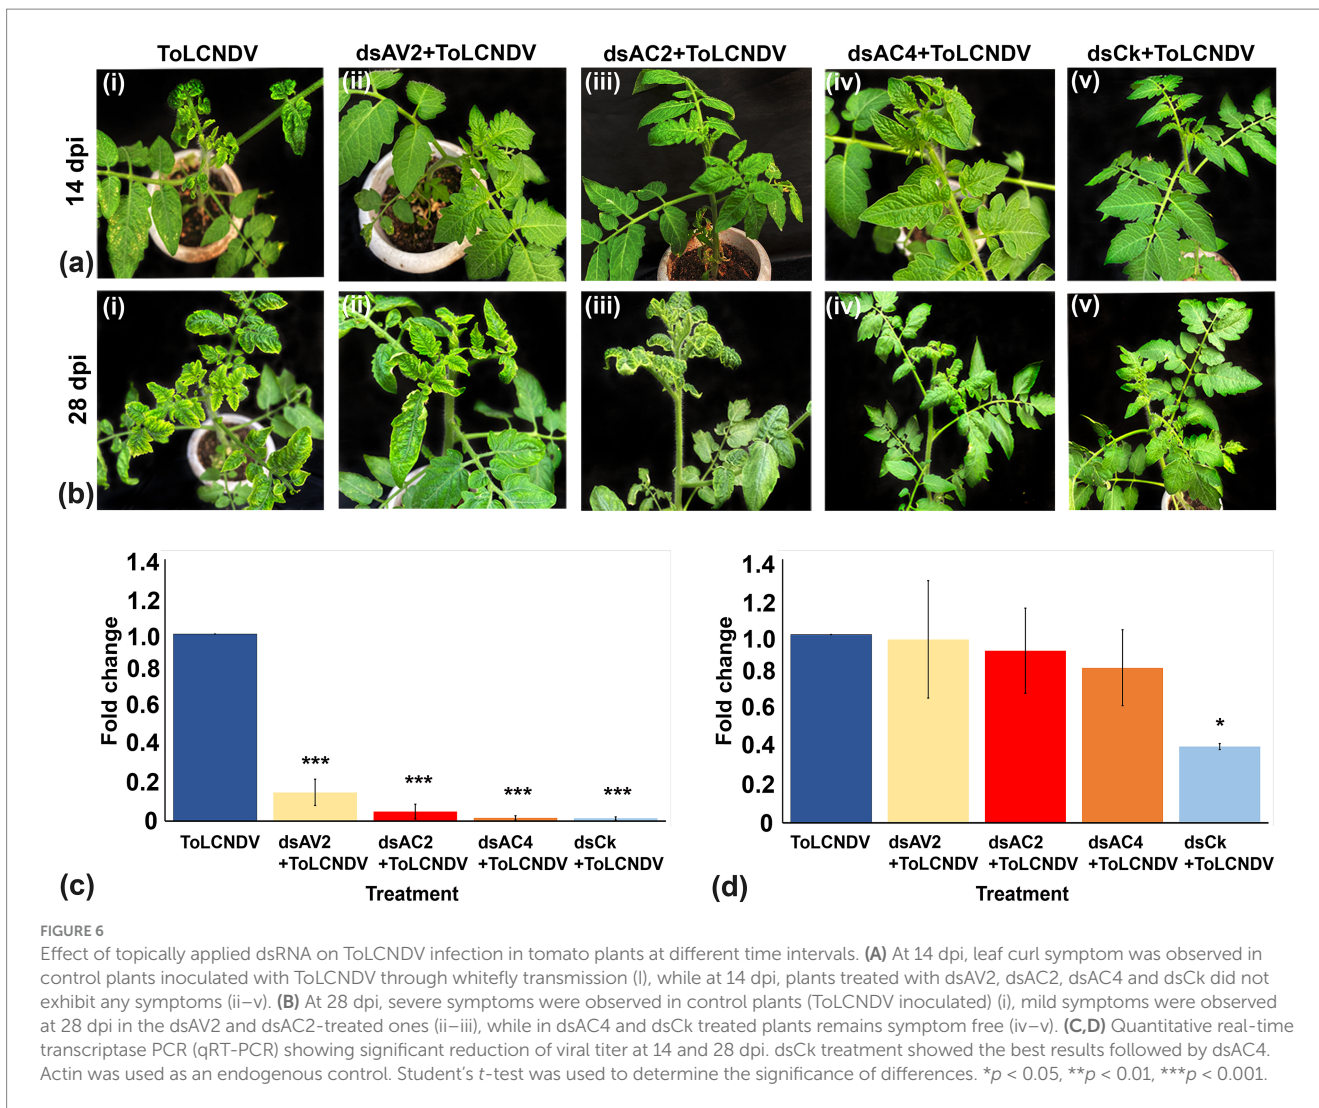 ToLCNDV dsAV2+ToLCNDV dsAC2+ToLCNDV dsAC4+ToLCNDV dsCk+ToLCNDV
14 dpi
(a)
(i) (ii) (iii) (iv) (v)
28 dpi
(b)
(i) (ii) (iii) (iv) (v)
Fold change
1.4
1.2
1.0
0.8
0.6
0.4
0.2
0
*** *** *** ***
ToLCNDV dsAV2 dsAC2 dsAC4 dsCk
+ToLCNDV +ToLCNDV +ToLCNDV +ToLCNDV
Treatment
(c)
Fold change
1.4
1.2
1.0
0.8
0.6
0.4
0.2
0
*
ToLCNDV dsAV2 dsAC2 dsAC4 dsCk
+ToLCNDV +ToLCNDV +ToLCNDV +ToLCNDV
Treatment
(d)
FIGURE 6
Effect of topically applied dsRNA on ToLCNDV infection in tomato plants at different time intervals. (A) At 14 dpi, leaf curl symptom was observed in
control plants inoculated with ToLCNDV through whitefly transmission (I), while at 14 dpi, plants treated with dsAV2, dsAC2, dsAC4 and dsCk did not
exhibit any symptoms (ii–v). (B) At 28 dpi, severe symptoms were observed in control plants (ToLCNDV inoculated) (i), mild symptoms were observed
at 28 dpi in the dsAV2 and dsAC2-treated ones (ii–iii), while in dsAC4 and dsCk treated plants remains symptom free (iv–v). (C,D) Quantitative real-time
transcriptase PCR (qRT-PCR) showing significant reduction of viral titer at 14 and 28 dpi. dsCk treatment showed the best results followed by dsAC4.
Actin was used as an endogenous control. Student's t-test was used to determine the significance of differences. *p < 0.05, **p < 0.01, ***p < 0.001.